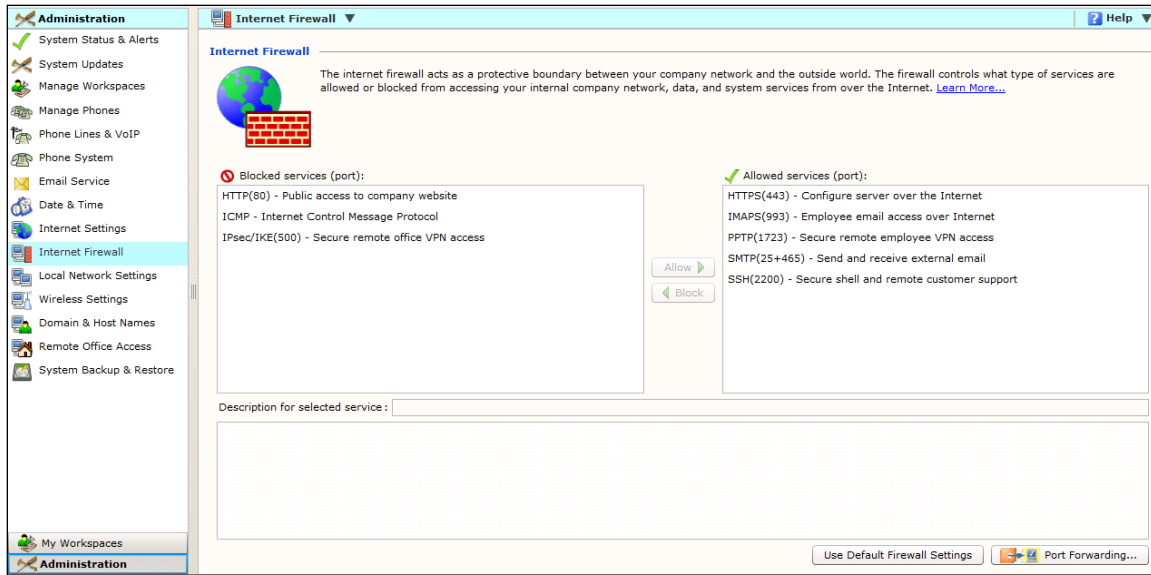 Administration
System Status & Alerts
System Updates
Manage Workspaces
Manage Phones
Phone Lines & VoIP
Phone System
Email Service
Date & Time
Internet Settings
Internet Firewall
Local Network Settings
Wireless Settings
Domain & Host Names
Remote Office Access
System Backup & Restore
My Workspaces
Administration
Internet Firewall ▼
? Help ▼
Internet Firewall
The internet firewall acts as a protective boundary between your company network and the outside world. The firewall controls what type of services are
allowed or blocked from accessing your internal company network, data, and system services from over the Internet. Learn More...
Blocked services (port):
HTTP(80) - Public access to company website
ICMP - Internet Control Message Protocol
IPsec/IKE(500) - Secure remote office VPN access
Allow
Block
Allowed services (port):
HTTPS(443) - Configure server over the Internet
IMAPS(993) - Employee email access over Internet
PPTP(1723) - Secure remote employee VPN access
SMTP(25+465) - Send and receive external email
SSH(2200) - Secure shell and remote customer support
Description for selected service :
Use Default Firewall Settings
Port Forwarding...